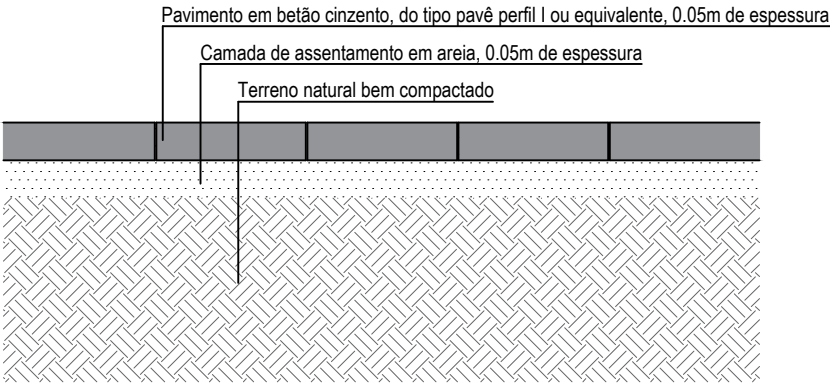 Pavimento em betão cinzento, do tipo pavê perfil I ou equivalente, 0.05m de espessura
Camada de assentamento em areia, 0.05m de espessura
Terreno natural bem compactado